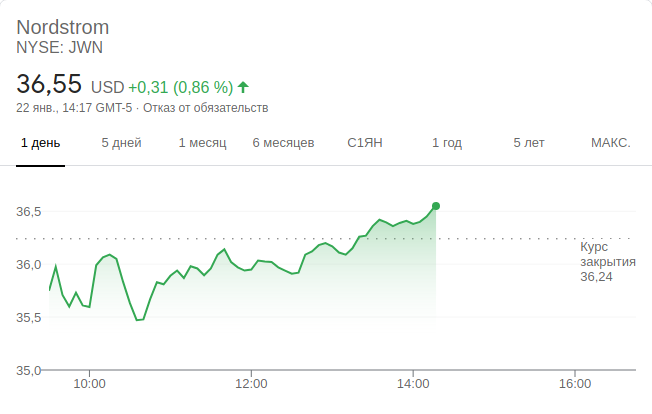 Nordstrom
NYSE: JWN
36,55 USD +0,31 (0,86 %)
22 янв., 14:17 GMT-5 · Отказ от обязательств
1 день 5 дней 1 месяц 6 месяцев С1ЯН 1 год 5 лет МАКС.
36,5
Курс
закрытия
36,24
36,0
35,5
35,0
10:00 12:00 14:00 16:00